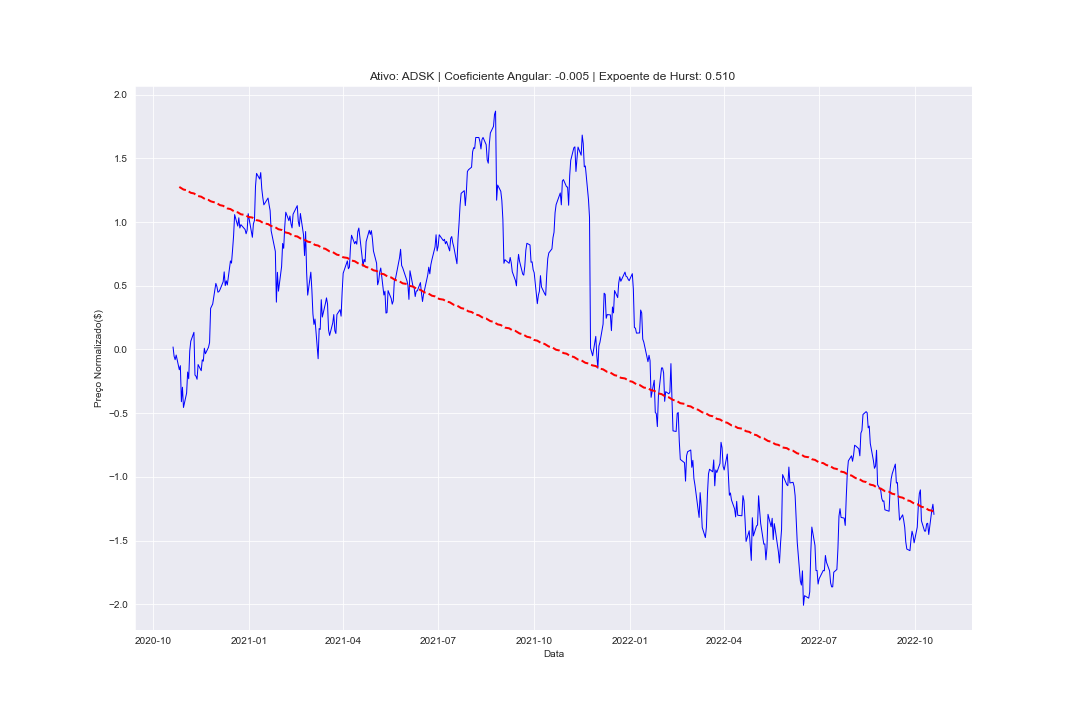 Ativo: ADSK | Coeficiente Angular: -0.005 | Expoente de Hurst: 0.510
2.0
1.5
1.0
0.5
0.0
−0.5
−1.0
−1.5
−2.0
Preço Normalizado($)
2020-10 2021-01 2021-04 2021-07 2021-10 2022-01 2022-04 2022-07 2022-10
Data